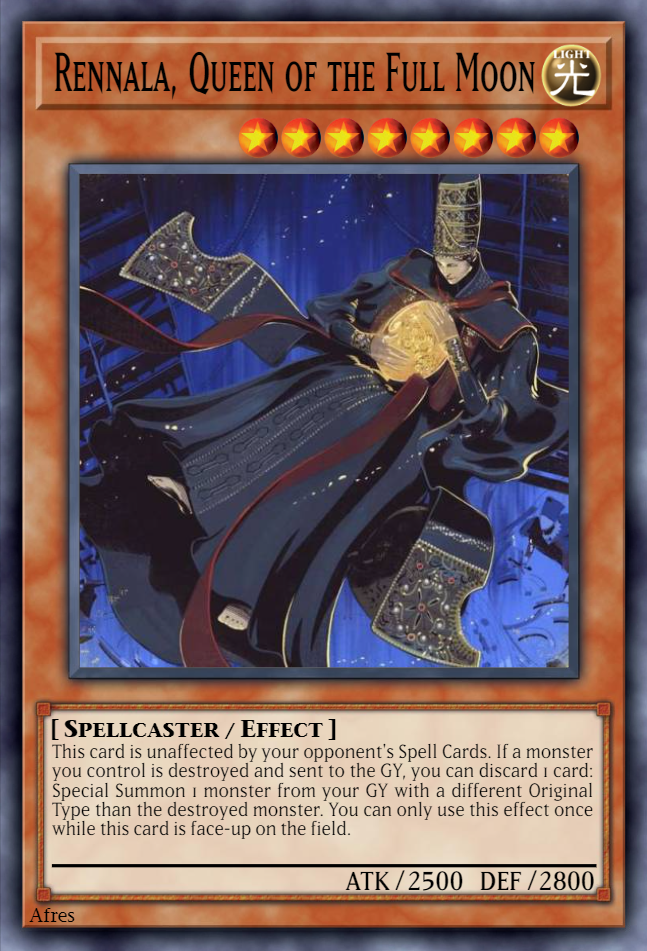 Rennala, Queen of the Full Moon
LIGHT
光
[ Spellcaster / Effect ]
This card is unaffected by your opponent's Spell Cards. If a monster
you control is destroyed and sent to the GY, you can discard 1 card:
Special Summon 1 monster from your GY with a different Original
Type than the destroyed monster. You can only use this effect once
while this card is face-up on the field.
ATK / 2500 DEF / 2800
Afres